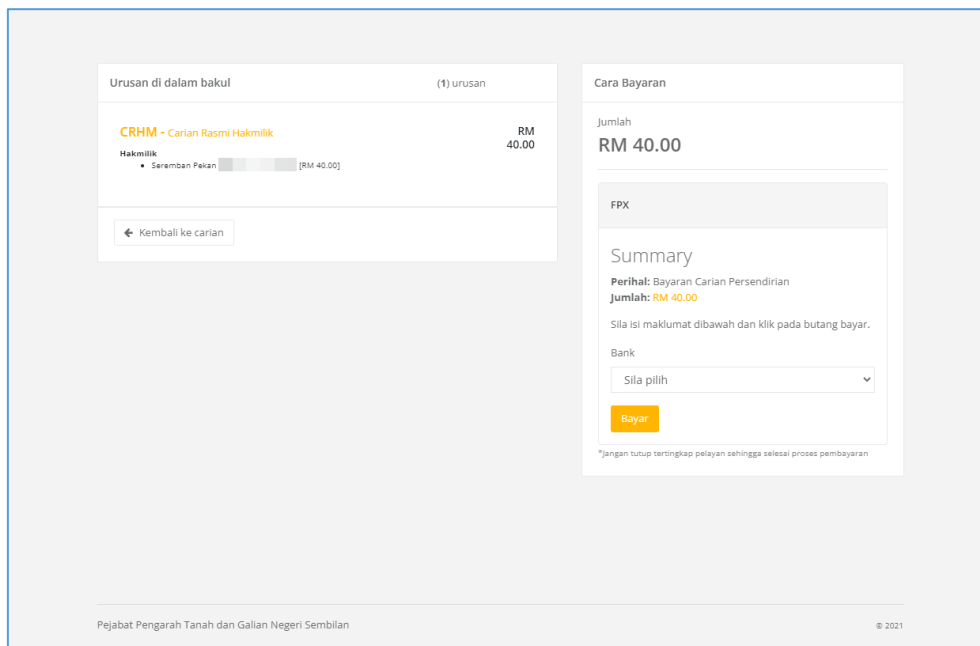 Urusan di dalam bakul
(1) urusan
CRHM - Carian Rasmi Hakmilik
RM
40.00
Hakmilik
• Seremban Pekan [RM 40.00]
Kembali ke carian
Cara Bayaran
Jumlah
RM 40.00
FPX
Summary
Perihal: Bayaran Carian Persendirian
Jumlah: RM 40.00
Sila isi maklumat dibawah dan klik pada butang bayar.
Bank
Sila pilih
Bayar
*Jangan tutup tertingkap pelayan sehingga selesai proses pembayaran
Pejabat Pengarah Tanah dan Galian Negeri Sembilan
© 2021